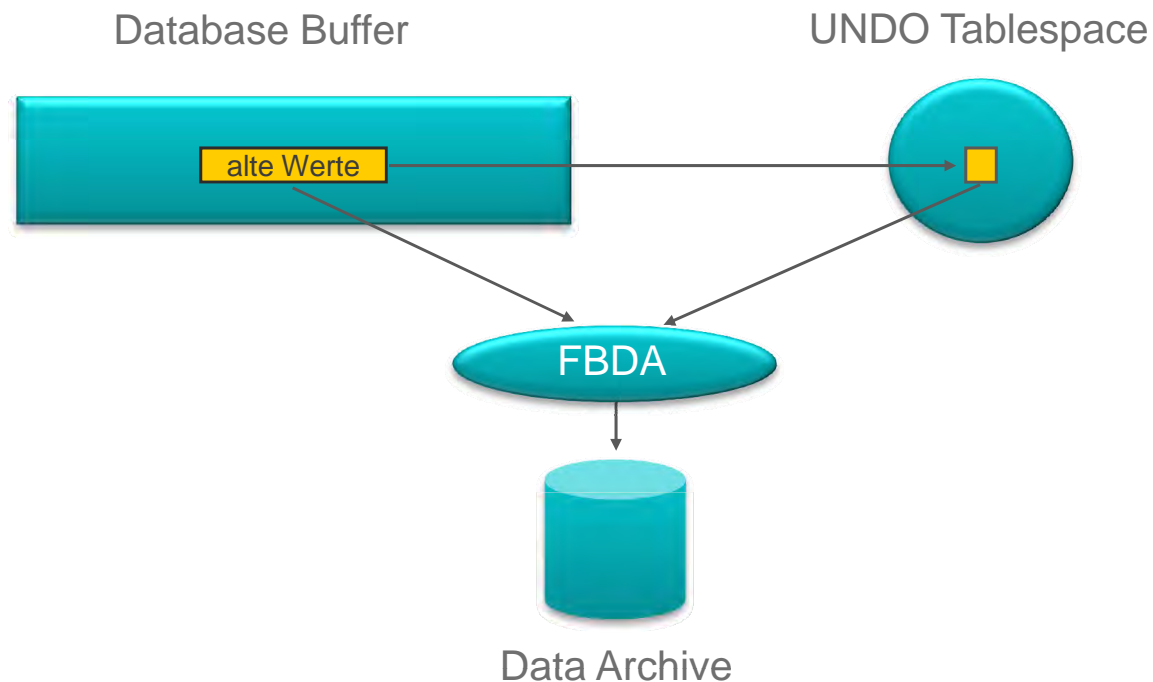 Database Buffer
UNDO Tablespace
alte Werte
FBDA
Data Archive